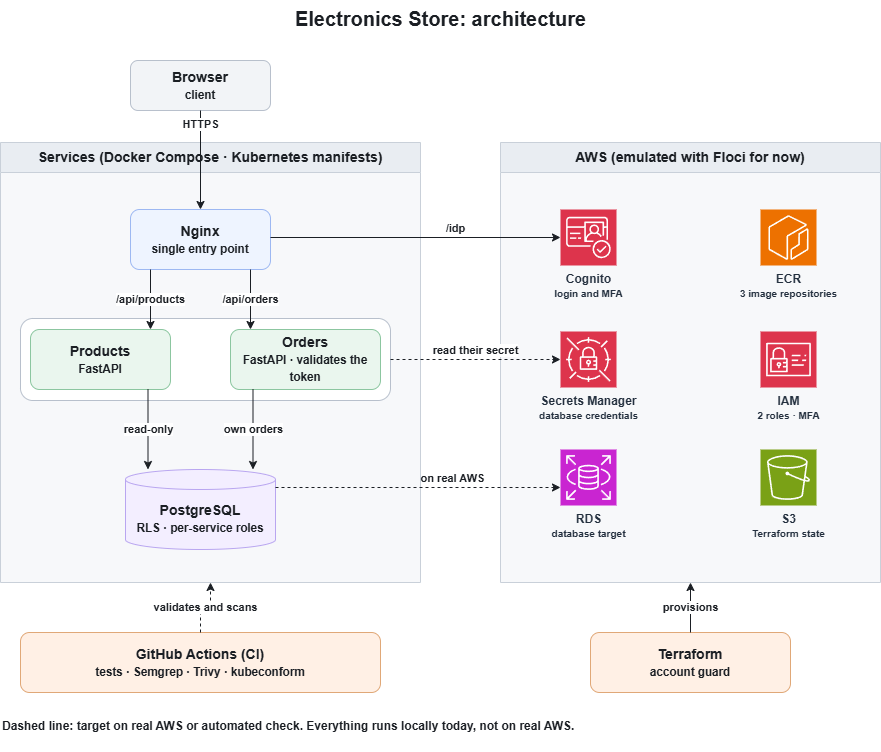 Electronics Store: architecture
Browser
client
HTTPS
Services (Docker Compose · Kubernetes manifests)
AWS (emulated with Floci for now)
Nginx
single entry point
/idp
Cognito
login and MFA
ECR
3 image repositories
/api/products
/api/orders
Products
FastAPI
Orders
FastAPI · validates the
token
read their secret
Secrets Manager
database credentials
IAM
2 roles · MFA
read-only
own orders
PostgreSQL
RLS · per-service roles
on real AWS
RDS
database target
S3
Terraform state
validates and scans
provisions
GitHub Actions (CI)
tests · Semgrep · Trivy · kubeconform
Terraform
account guard
Dashed line: target on real AWS or automated check. Everything runs locally today, not on real AWS.